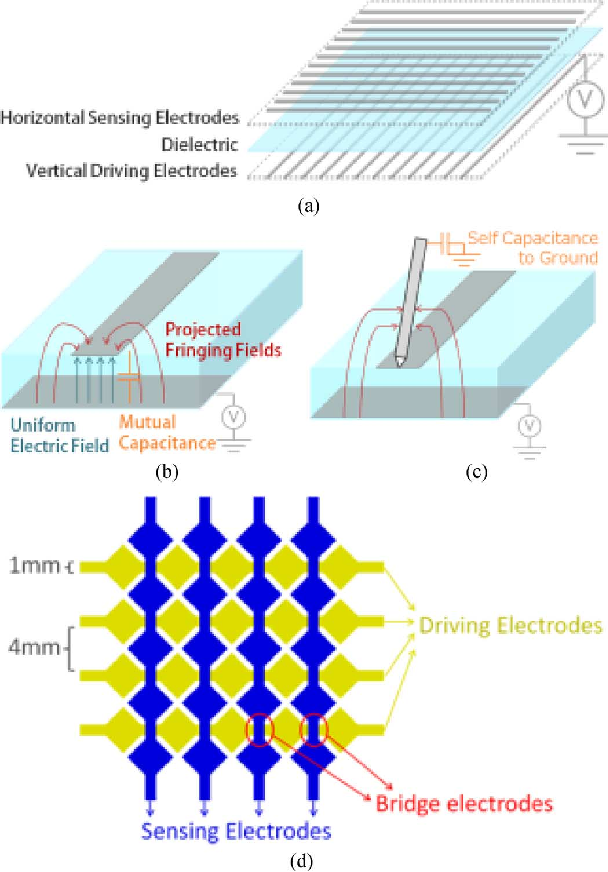 Horizontal Sensing Electrodes
Dielectric
Vertical Driving Electrodes
V
(a)
Self Capacitance
to Ground
Projected
Fringing Fields
Uniform
Electric Field
Mutual
Capacitance
V
V
(b)
(c)
1mm
4mm
Driving Electrodes
Bridge electrodes
Sensing Electrodes
(d)